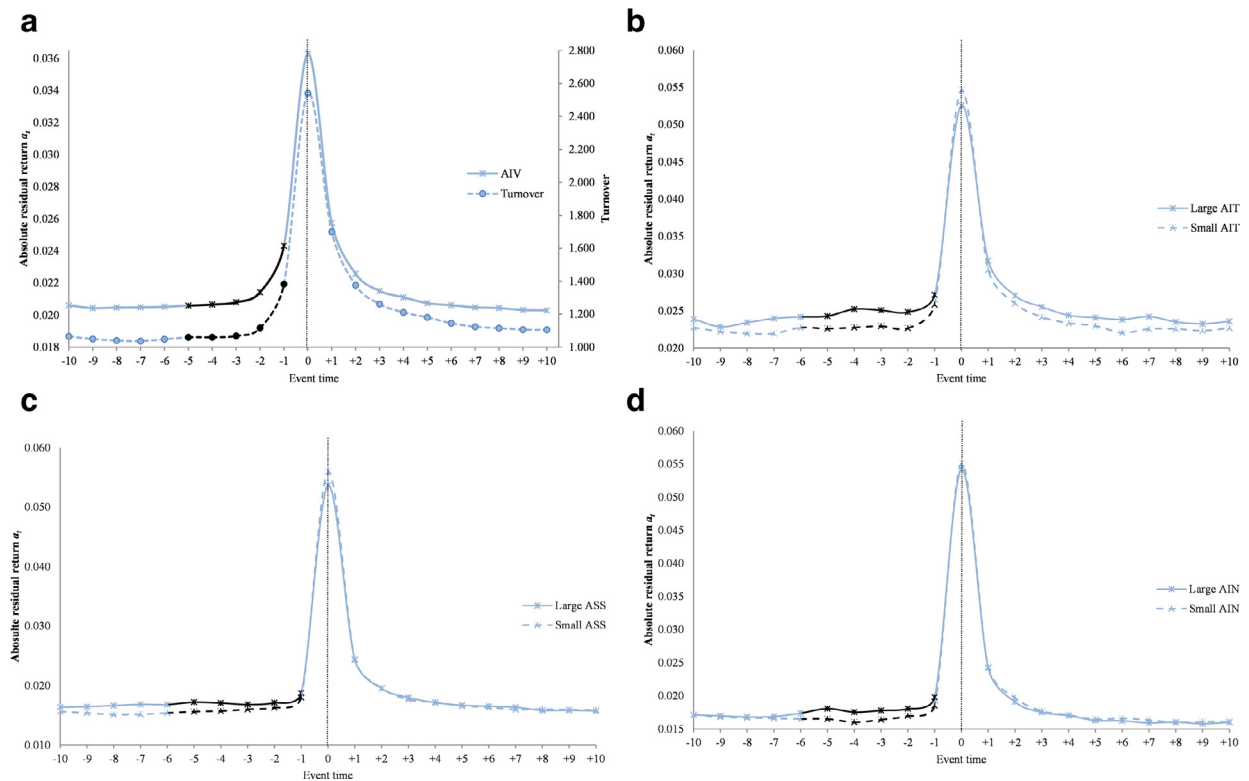 a
0.036
0.034
0.032
0.030
0.028
0.026
0.024
0.022
0.020
0.018
Absolute residual return aₜ
2.800
2.600
2.400
2.200
2.000
1.800
1.600
1.400
1.200
1.000
Turnover
AIV
Turnover
-10 -9 -8 -7 -6 -5 -4 -3 -2 -1 0 +1 +2 +3 +4 +5 +6 +7 +8 +9 +10
Event time
b
0.060
0.055
0.050
0.045
0.040
0.035
0.030
0.025
0.020
Absolute residual return aₜ
Large AIT
Small AIT
-10 -9 -8 -7 -6 -5 -4 -3 -2 -1 0 +1 +2 +3 +4 +5 +6 +7 +8 +9 +10
Event time
c
0.060
0.050
0.040
0.030
0.020
0.010
Abosulte residual return aₜ
Large ASS
Small ASS
-10 -9 -8 -7 -6 -5 -4 -3 -2 -1 0 +1 +2 +3 +4 +5 +6 +7 +8 +9 +10
Event time
d
0.060
0.055
0.050
0.045
0.040
0.035
0.030
0.025
0.020
0.015
Absolute residual return aₜ
Large AIN
Small AIN
-10 -9 -8 -7 -6 -5 -4 -3 -2 -1 0 +1 +2 +3 +4 +5 +6 +7 +8 +9 +10
Event time